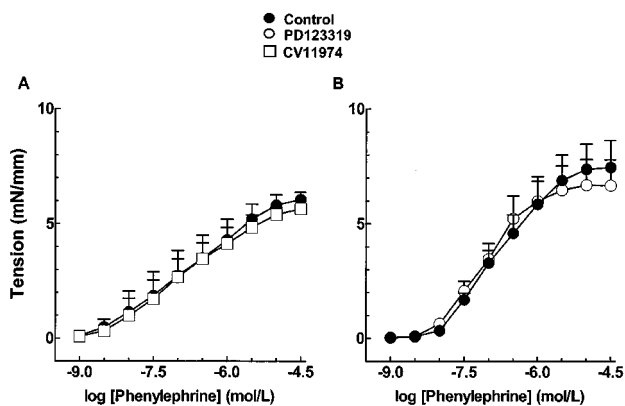 Control
PD123319
CV11974
A
B
Tension (mN/mm)
10
5
0
-9.0 -7.5 -6.0 -4.5
log [Phenylephrine] (mol/L)
10
5
0
-9.0 -7.5 -6.0 -4.5
log [Phenylephrine] (mol/L)